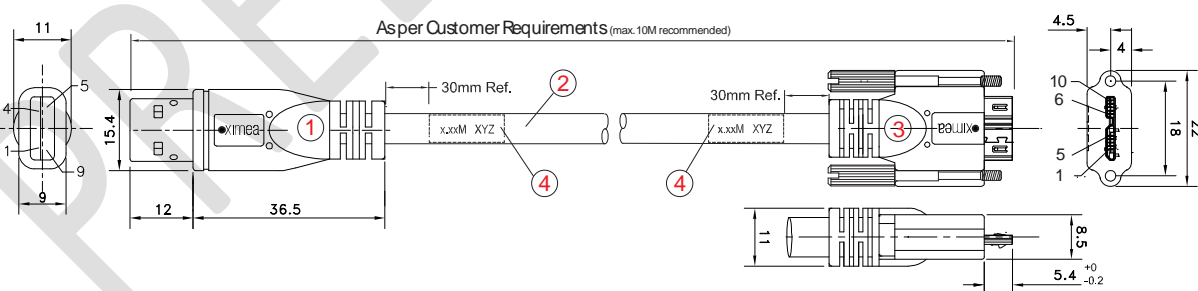 As per Customer Requirements (max. 10M recommended)
11
5
4
1
9
9
15.4
12
36.5
ximea
1
30mm Ref.
x.xxM XYZ
2
4
30mm Ref.
x.xxM XYZ
4
3
ximea
4.5
4
10
6
5
1
18
22
11
8.5
5.4 +0 -0.2
PRE